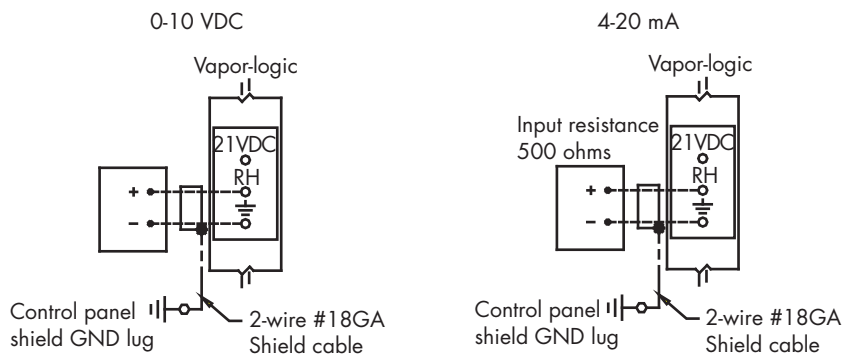 0-10 VDC
Vapor-logic
21VDC
RH
+
–
Control panel
shield GND lug
2-wire #18GA
Shield cable
4-20 mA
Vapor-logic
Input resistance
500 ohms
21VDC
RH
+
–
Control panel
shield GND lug
2-wire #18GA
Shield cable